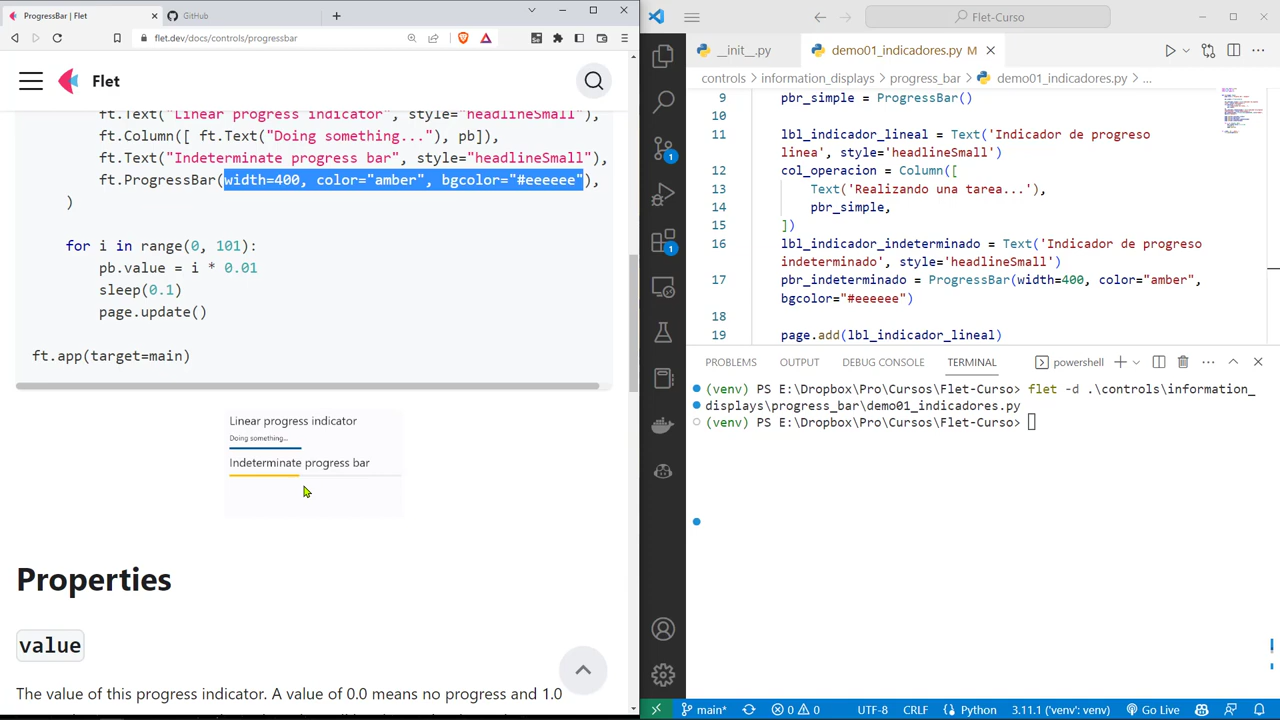 ProgressBar | Flet
GitHub
flet.dev/docs/controls/progressbar
Flet
ft.Text("Linear progress indicator", style="headlineSmall"),
ft.Column([ ft.Text("Doing something..."), pb]),
ft.Text("Indeterminate progress bar", style="headlineSmall"),
ft.ProgressBar(width=400, color="amber", bgcolor="#eeeeee"),
)
for i in range(0, 101):
pb.value = i * 0.01
sleep(0.1)
page.update()
ft.app(target=main)
Linear progress indicator
Doing something...
Indeterminate progress bar
Properties
value
The value of this progress indicator. A value of 0.0 means no progress and 1.0
Flet-Curso
__init__.py
demo01_indicadores.py M
controls > information_displays > progress_bar > demo01_indicadores.py > ...
9 pbr_simple = ProgressBar()
10
11 lbl_indicador_lineal = Text('Indicador de progreso
linea', style='headlineSmall')
12 col_operacion = Column([
13 Text('Realizando una tarea...'),
14 pbr_simple,
15 ])
16 lbl_indicador_indeterminado = Text('Indicador de progreso
indeterminado', style='headlineSmall')
17 pbr_indeterminado = ProgressBar(width=400, color="amber",
bgcolor="#eeeeee")
18
19 page.add(lbl_indicador_lineal)
PROBLEMS OUTPUT DEBUG CONSOLE TERMINAL powershell
(venv) PS E:\Dropbox\Pro\Cursos\Flet-Curso> flet -d .\controls\information_
displays\progress_bar\demo01_indicadores.py
(venv) PS E:\Dropbox\Pro\Cursos\Flet-Curso>
1
1
main* 0 0 UTF-8 CRLF Python 3.11.1 ('venv': venv) Go Live